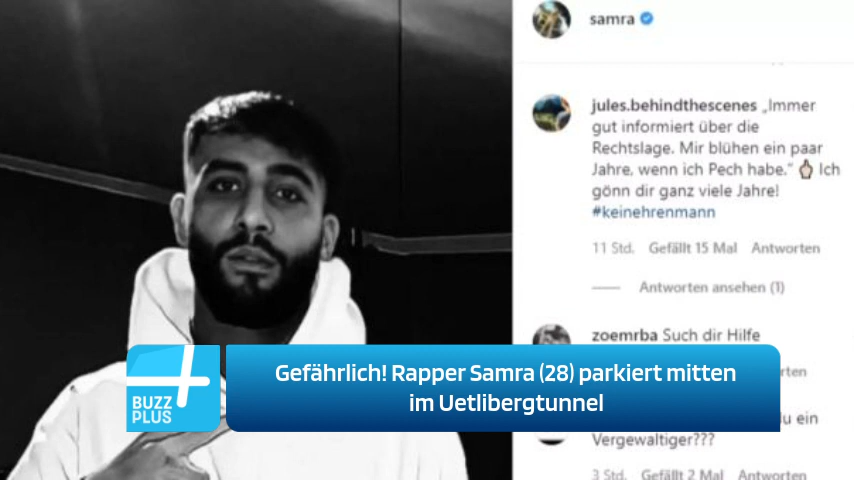 samra
jules.behindthescenes „Immer
gut informiert über die
Rechtslage. Mir blühen ein paar
Jahre, wenn ich Pech habe.“ 🖕🏻 Ich
gönn dir ganz viele Jahre!
#keinehrenmann
11 Std. Gefällt 15 Mal Antworten
Antworten ansehen (1)
zoemrba Such dir Hilfe
BUZZ
PLUS
Gefährlich! Rapper Samra (28) parkiert mitten
im Uetlibergtunnel
ein
Vergewaltiger???
3 Std. Gefällt 2 Mal Antworten